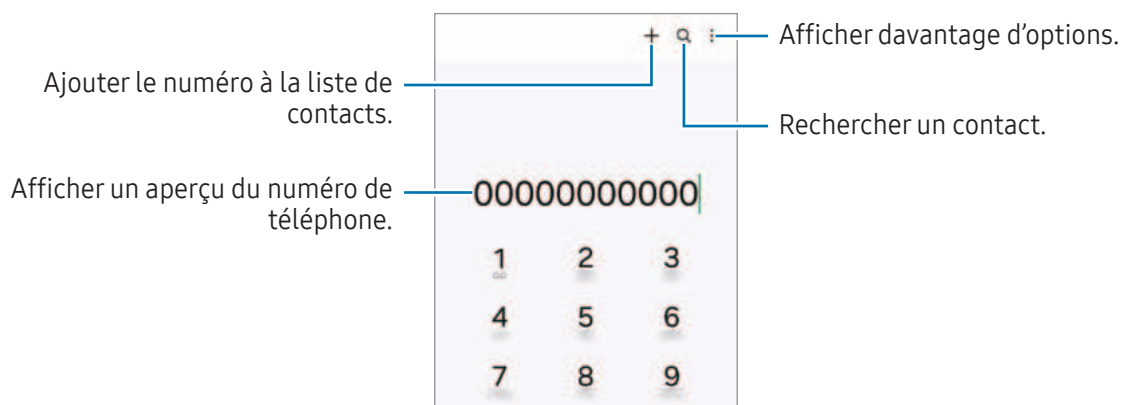 Afficher davantage d’options.
Ajouter le numéro à la liste de
contacts.
Rechercher un contact.
Afficher un aperçu du numéro de
téléphone.
00000000000
1 2 3
4 5 6
7 8 9